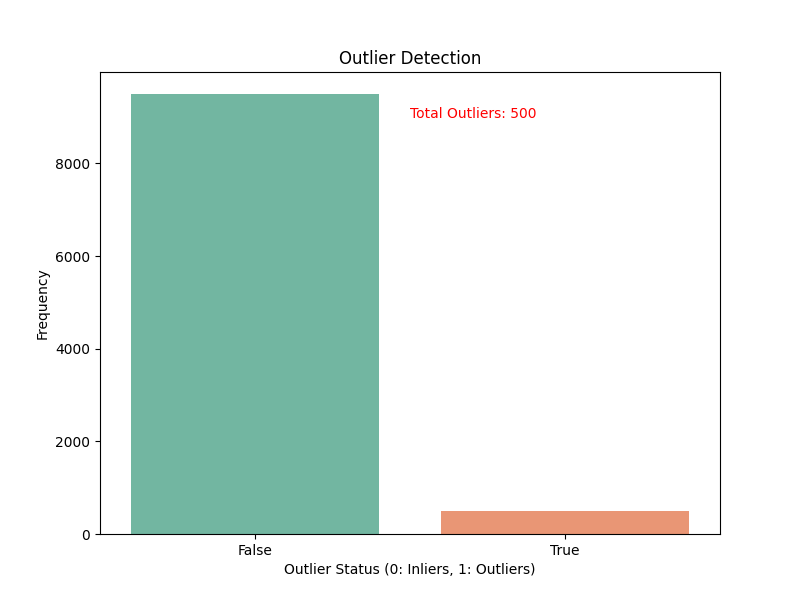 Outlier Detection
Total Outliers: 500
8000
6000
4000
2000
0
Frequency
False
True
Outlier Status (0: Inliers, 1: Outliers)